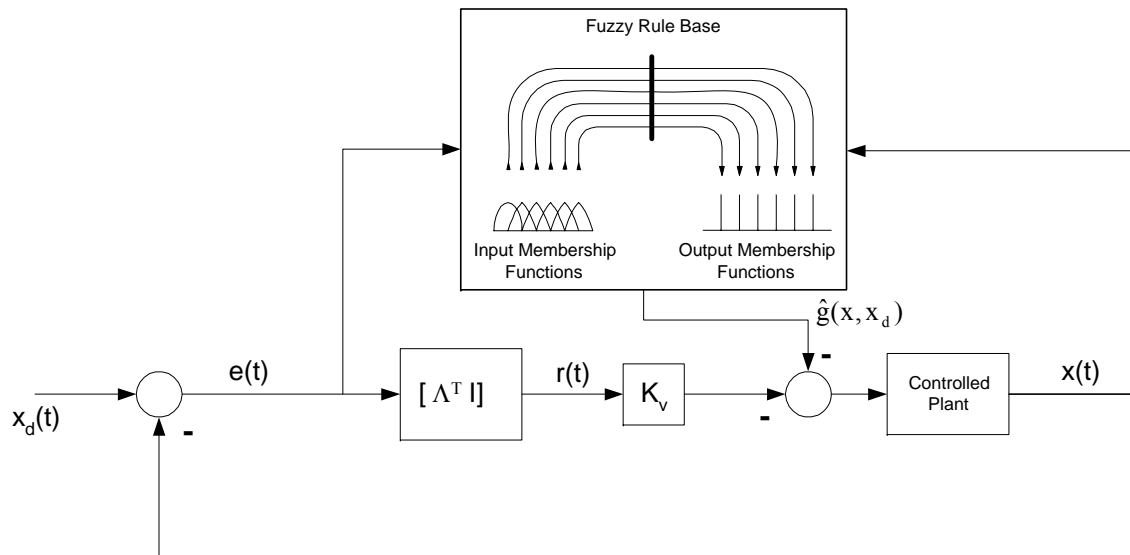 Fuzzy Rule Base
Input Membership
Functions
Output Membership
Functions
ĝ(x, x_d)
-
e(t)
[ Λ^T I]
r(t)
K_v
-
Controlled
Plant
x(t)
x_d(t)
-